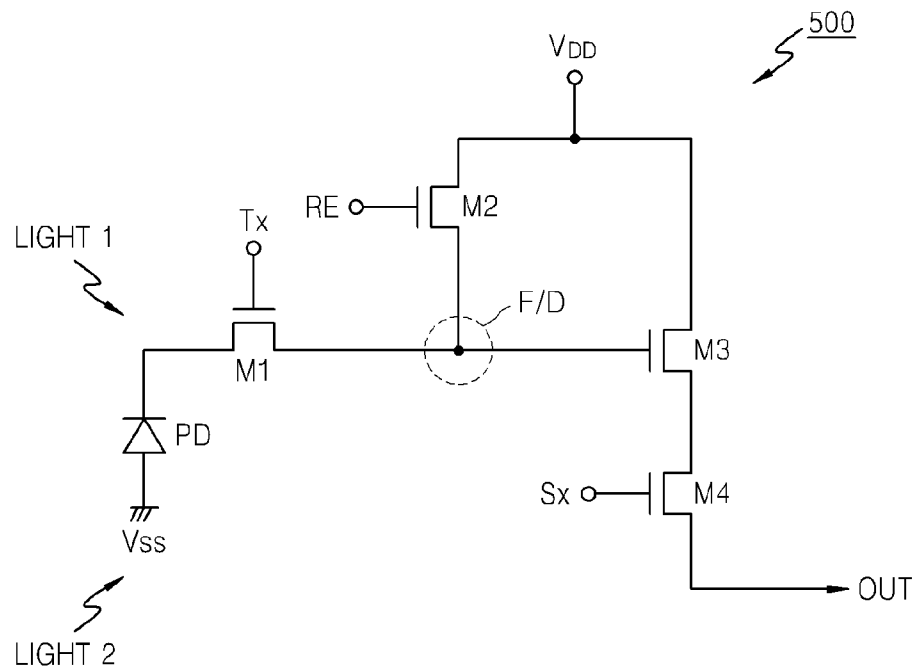 500
VDD
RE
M2
Tx
LIGHT 1
F/D
M1
M3
PD
Sx
M4
VSS
OUT
LIGHT 2